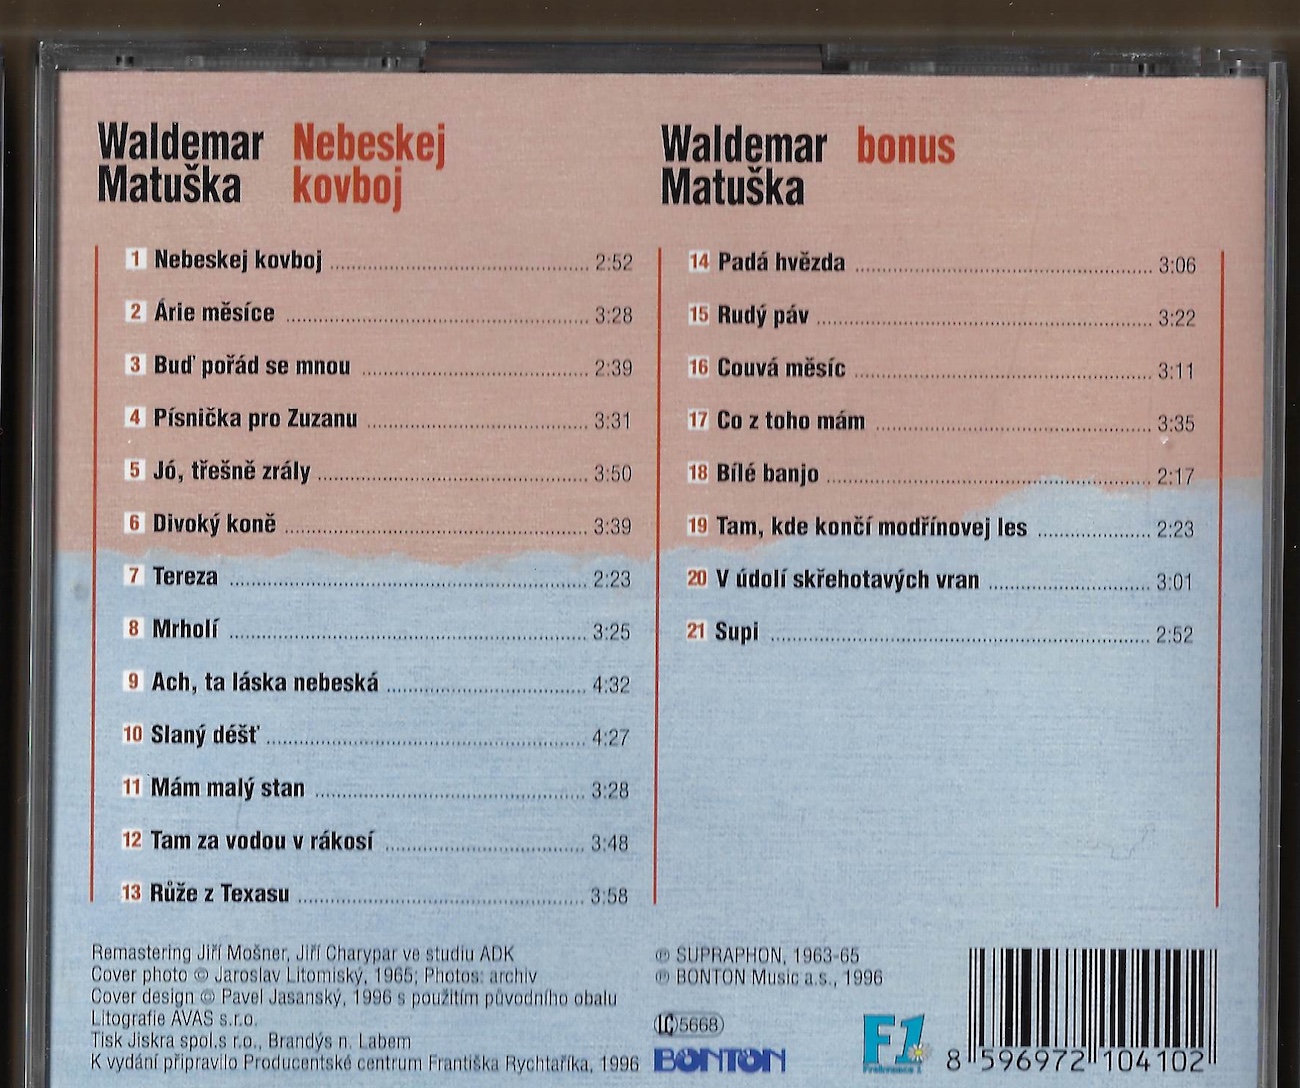 Waldemar Matuška Nebeskej kovboj
1 Nebeskej kovboj 2:52
2 Árie měsíce 3:28
3 Buď pořád se mnou 2:39
4 Písnička pro Zuzanu 3:31
5 Jó, třešně zrály 3:50
6 Divoký koně 3:39
7 Tereza 2:23
8 Mrholí 3:25
9 Ach, ta láska nebeská 4:32
10 Slaný déšť 4:27
11 Mám malý stan 3:28
12 Tam za vodou v rákosí 3:48
13 Růže z Texasu 3:58
Waldemar Matuška bonus
14 Padá hvězda 3:06
15 Rudý páv 3:22
16 Couvá měsíc 3:11
17 Co z toho mám 3:35
18 Bílé banjo 2:17
19 Tam, kde končí modřínovej les 2:23
20 V údolí skřehotavých vran 3:01
21 Supi 2:52
Remastering Jiří Mošner, Jiří Charypar ve studiu ADK
Cover photo © Jaroslav Litomiský, 1965; Photos: archiv
Cover design © Pavel Jasanský, 1996 s použitím původního obalu
Litografie AVAS s.r.o.
Tisk Jiskra spol.s r.o., Brandýs n. Labem
K vydání připravilo Producentské centrum Františka Rychtaříka, 1996
℗ SUPRAPHON, 1963-65
℗ BONTON Music a.s., 1996
LC 5668
BONTON
F1
Frekvence 1
8 596972 104102